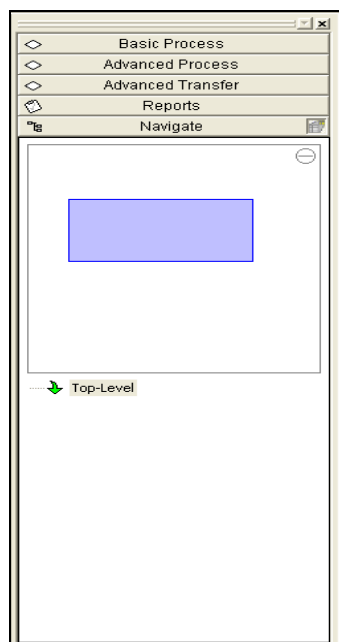 Basic Process
Advanced Process
Advanced Transfer
Reports
Navigate
Top-Level